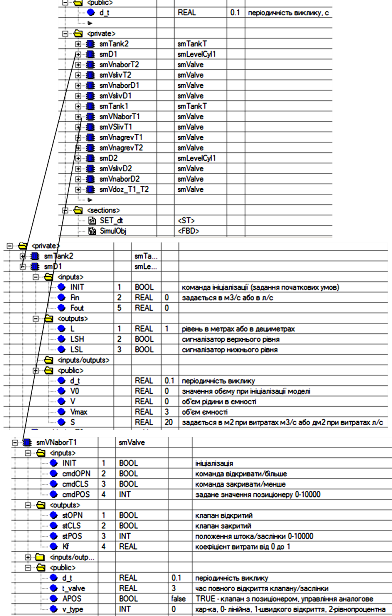 <public>
d_t REAL 0.1 періодичність виклику, с
<private>
smTank2 smTankT
smD1 smLevelCyl1
smVnaborT2 smValve
smVslivT2 smValve
smVnaborD1 smValve
smVslivD1 smValve
smTank1 smTankT
smVNaborT1 smValve
smVSlivT1 smValve
smVnagrevT1 smValve
smVnagrevT2 smValve
smD2 smLevelCyl1
smVslivD2 smValve
smVnaborD2 smValve
smVdoz_T1_T2 smValve
<sections>
SET_dt <ST>
SimulObj <FBD>
<private>
smTank2 smTa...
smD1 smLe...
<inputs>
INIT 1 BOOL команда ініціалізації (задання початкових умов)
Fin 2 REAL 0 задається в м3/с або в л/с
Fout 5 REAL 0
<outputs>
L 1 REAL 1 рівень в метрах або в дециметрах
LSH 2 BOOL сигналізатор верхнього рівня
LSL 3 BOOL сигналізатор нижнього рівня
<inputs/outputs>
<public>
d_t REAL 0.1 періодичність виклику
V0 REAL 0 значення обєму при ініціалізації моделі
V REAL 0 об'єм рідини в ємності
Vmax REAL 3 об'єм ємності
S REAL 20 задається в м2 при витратах м3/с або дм2 при витратах л/с
smVNaborT1 smValve
<inputs>
INIT 1 BOOL ініціалізація
cmdOPN 2 BOOL команда відкривати/більше
cmdCLS 3 BOOL команда закривати/менше
cmdPOS 4 INT задане значення позиціонеру 0-10000
<outputs>
stOPN 1 BOOL клапан відкритий
stCLS 2 BOOL клапан закритий
stPOS 3 INT положення штока/заслінки 0-10000
Kf 4 REAL коефіцієнт витрати від 0 до 1
<inputs/outp...
<public>
d_t REAL 0.1 періодичність виклику
t_valve REAL 3 час повного відкриття клапану/заслінки
APOS BOOL false TRUE - клапан з позиціонером, управління аналогове
v_type INT 0 хар-ка, 0- лінійна, 1-швидкого відкриття, 2-рівнопроцентна